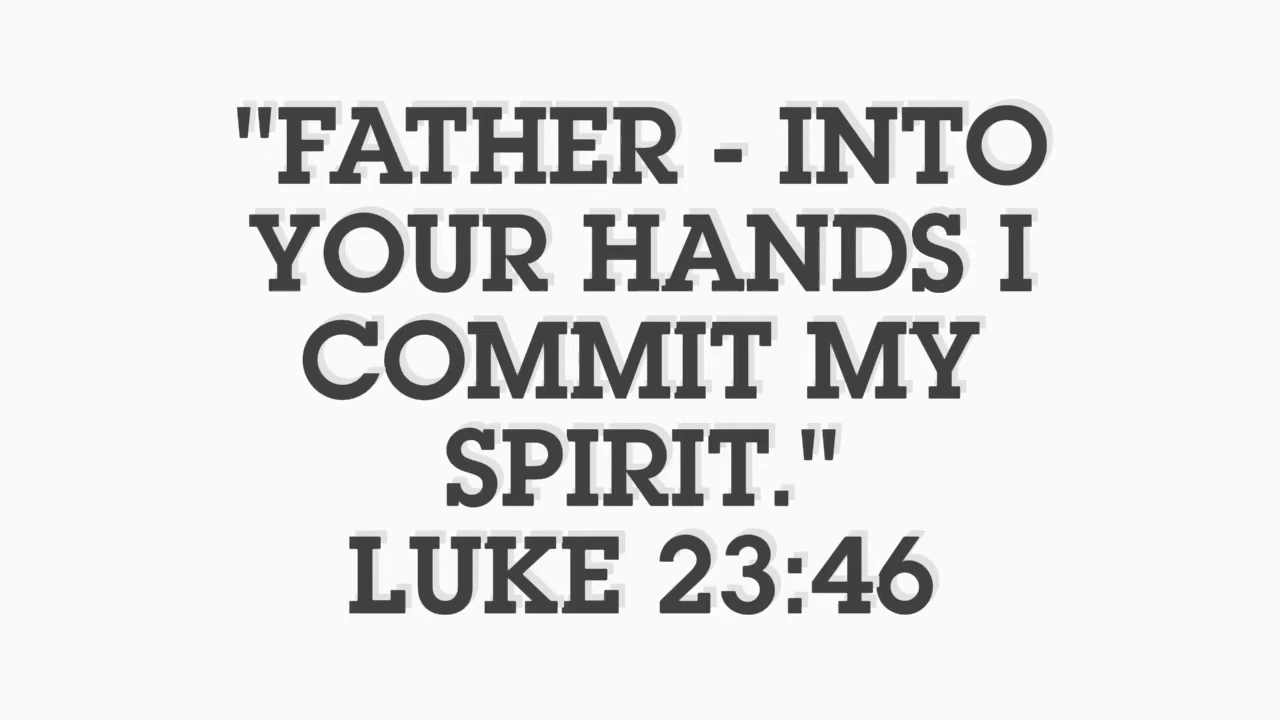 "FATHER - INTO
YOUR HANDS I
COMMIT MY
SPIRIT."
LUKE 23:46